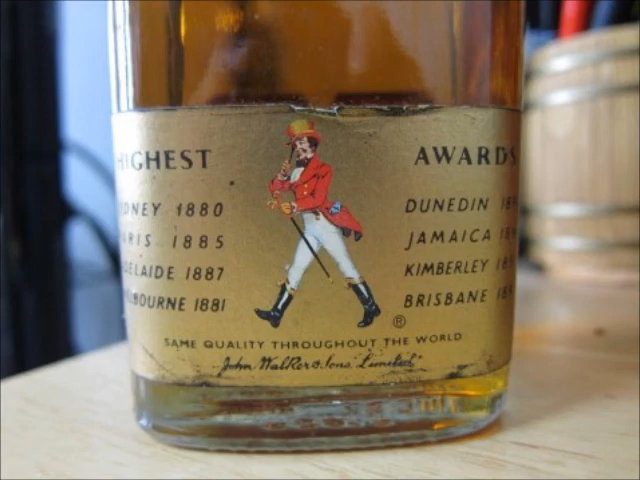 HIGHEST AWARDS
DNEY 1880 DUNEDIN 18
ARIS 1885 JAMAICA 18
ELAIDE 1887 KIMBERLEY 18
LBOURNE 1881 BRISBANE 18
®
SAME QUALITY THROUGHOUT THE WORLD
John Walker & Sons, Limited